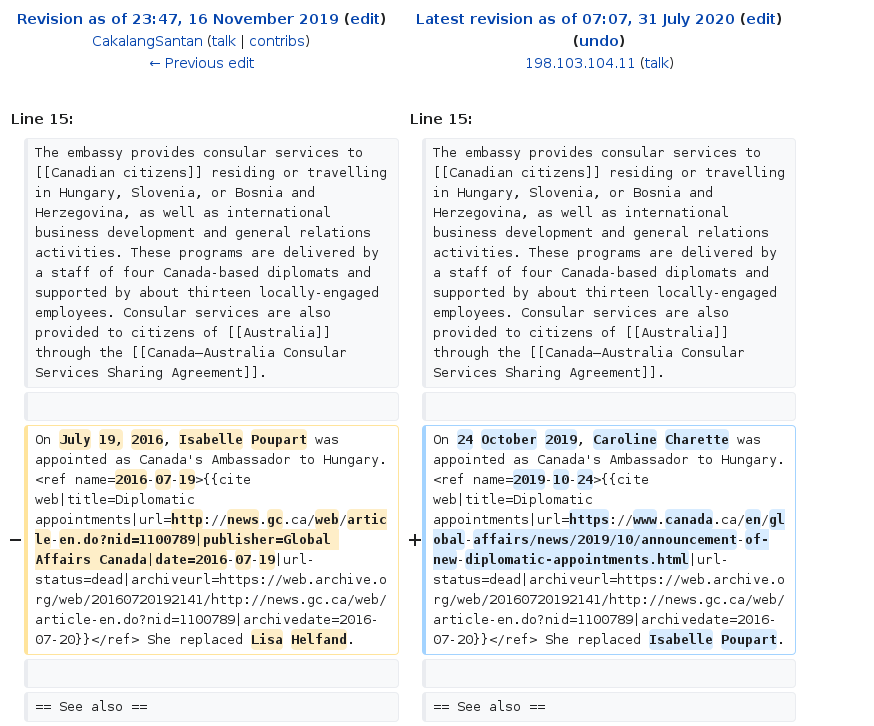 Revision as of 23:47, 16 November 2019 (edit)
CakalangSantan (talk | contribs)
← Previous edit
Latest revision as of 07:07, 31 July 2020 (edit)
(undo)
198.103.104.11 (talk)
Line 15:
The embassy provides consular services to
[[Canadian citizens]] residing or travelling
in Hungary, Slovenia, or Bosnia and
Herzegovina, as well as international
business development and general relations
activities. These programs are delivered by
a staff of four Canada-based diplomats and
supported by about thirteen locally-engaged
employees. Consular services are also
provided to citizens of [[Australia]]
through the [[Canada–Australia Consular
Services Sharing Agreement]].
Line 15:
The embassy provides consular services to
[[Canadian citizens]] residing or travelling
in Hungary, Slovenia, or Bosnia and
Herzegovina, as well as international
business development and general relations
activities. These programs are delivered by
a staff of four Canada-based diplomats and
supported by about thirteen locally-engaged
employees. Consular services are also
provided to citizens of [[Australia]]
through the [[Canada–Australia Consular
Services Sharing Agreement]].
−
On July 19, 2016, Isabelle Poupart was
appointed as Canada's Ambassador to Hungary.
<ref name=2016-07-19>{{cite
web|title=Diplomatic
appointments|url=http://news.gc.ca/web/artic
le-en.do?nid=1100789|publisher=Global
Affairs Canada|date=2016-07-19|url-
status=dead|archiveurl=https://web.archive.o
rg/web/20160720192141/http://news.gc.ca/web/
article-en.do?nid=1100789|archivedate=2016-
07-20}}</ref> She replaced Lisa Helfand.
+
On 24 October 2019, Caroline Charette was
appointed as Canada's Ambassador to Hungary.
<ref name=2019-10-24>{{cite
web|title=Diplomatic
appointments|url=https://www.canada.ca/en/gl
obal-affairs/news/2019/10/announcement-of-
new-diplomatic-appointments.html|url-
status=dead|archiveurl=https://web.archive.o
rg/web/20160720192141/http://news.gc.ca/web/
article-en.do?nid=1100789|archivedate=2016-
07-20}}</ref> She replaced Isabelle Poupart.
== See also ==
== See also ==